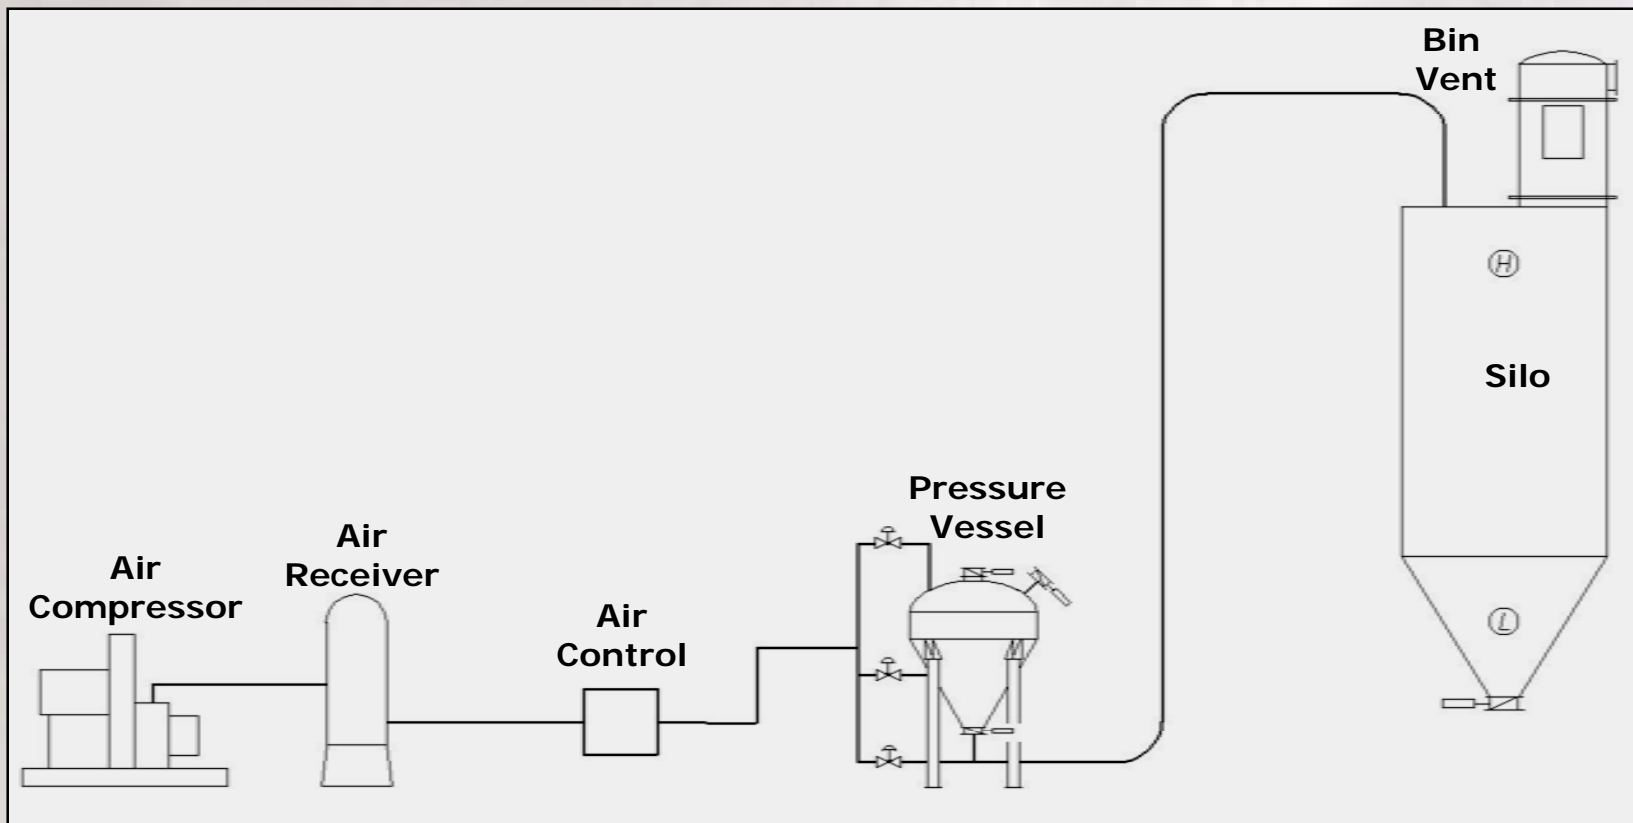 Bin
Vent
H
Silo
Pressure
Vessel
Air
Receiver
Air
Compressor
Air
Control
L